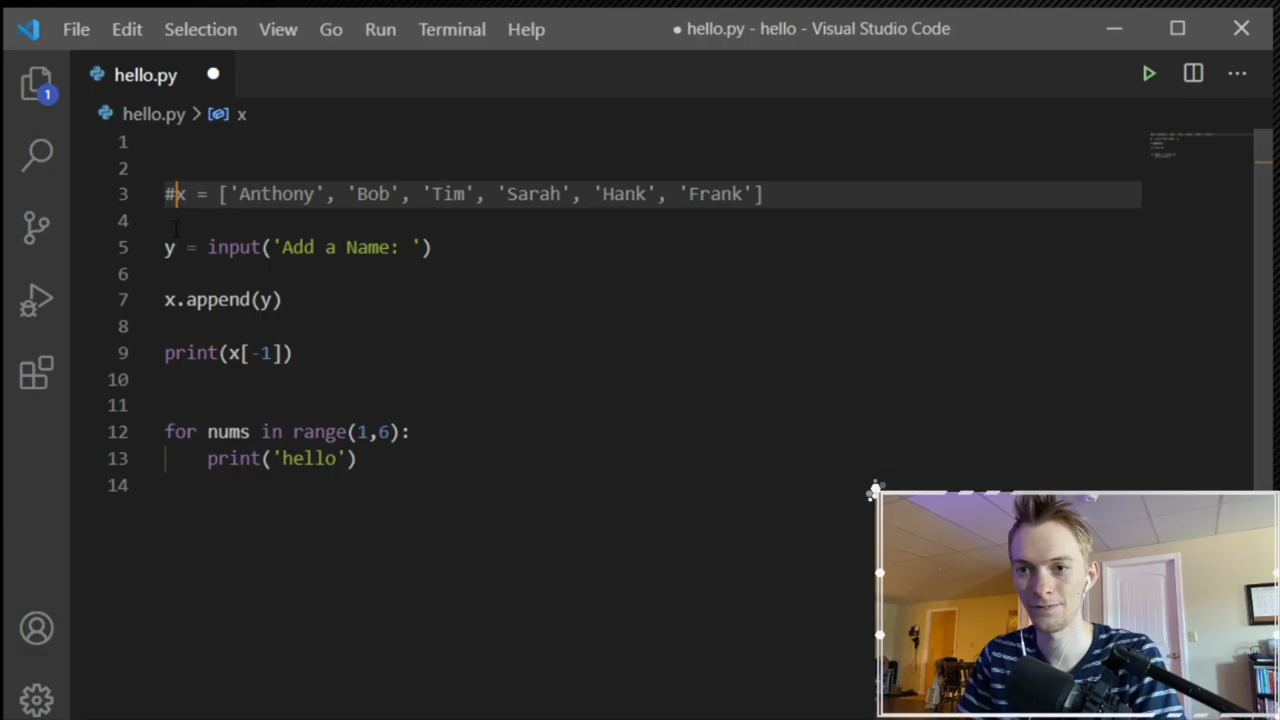 File Edit Selection View Go Run Terminal Help ● hello.py - hello - Visual Studio Code
hello.py
1
hello.py > x
1
2
3 #x = ['Anthony', 'Bob', 'Tim', 'Sarah', 'Hank', 'Frank']
4
5 y = input('Add a Name: ')
6
7 x.append(y)
8
9 print(x[-1])
10
11
12 for nums in range(1,6):
13 print('hello')
14